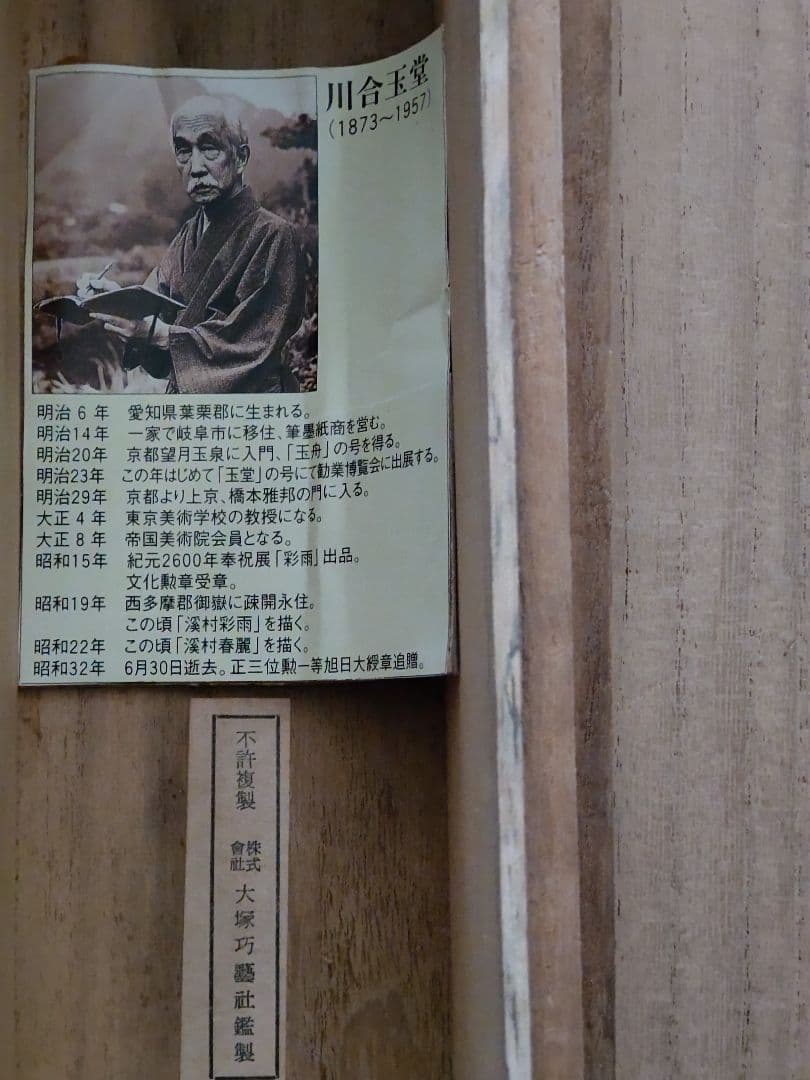 川合玉堂
(1873〜1957)
明治6年 愛知県葉栗郡に生まれる。
明治14年 一家で岐阜市に移住、筆墨紙商を営む。
明治20年 京都望月玉泉に入門、「玉舟」の号を得る。
明治23年 この年はじめて「玉堂」の号にて勧業博覧会に出展する。
明治29年 京都より上京、橋本雅邦の門に入る。
大正4年 東京美術学校の教授になる。
大正8年 帝国美術院会員となる。
昭和15年 紀元2600年奉祝展「彩雨」出品。
文化勲章受章。
昭和19年 西多摩郡御嶽に疎開永住。
この頃「溪村彩雨」を描く。
昭和22年 この頃「溪村春麗」を描く。
昭和32年 6月30日逝去。正三位勲一等旭日大綬章追贈。
不許複製
株式會社
大塚巧藝社鑑製